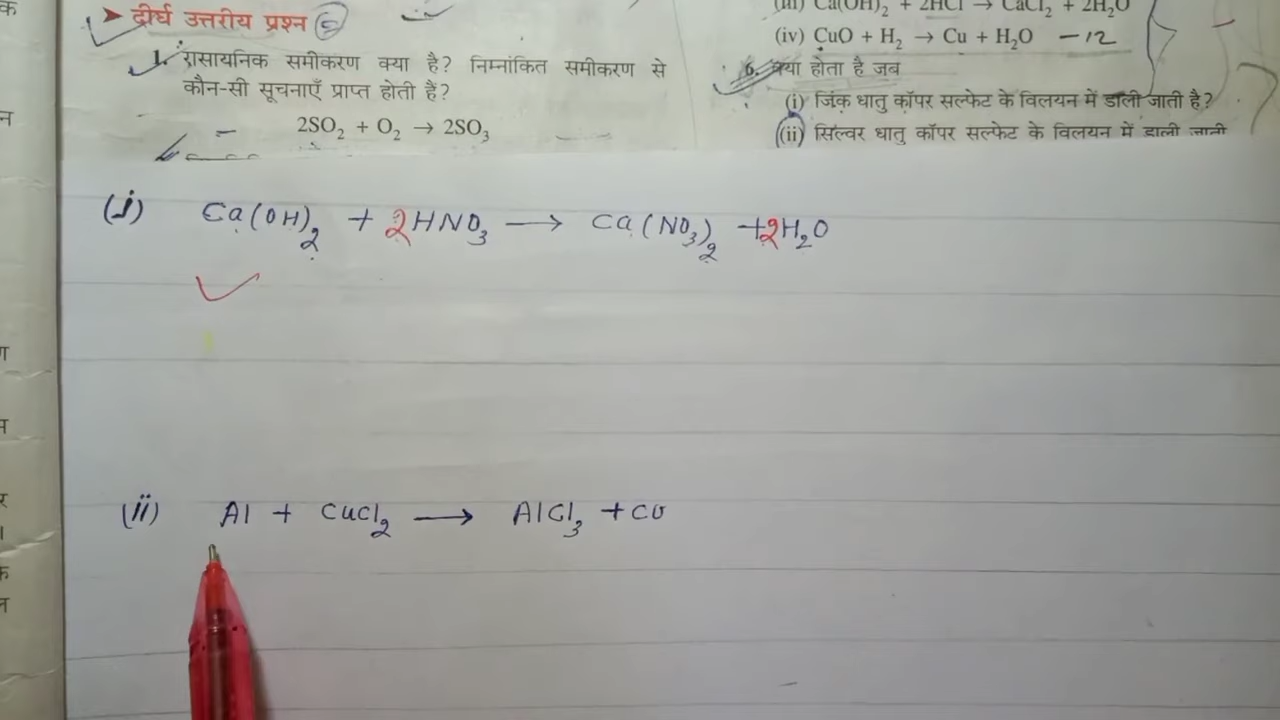 ➤ दीर्घ उत्तरीय प्रश्न
1. रासायनिक समीकरण क्या है? निम्नांकित समीकरण से
कौन-सी सूचनाएँ प्राप्त होती हैं?
2SO₂ + O₂ → 2SO₃
(iii) Ca(OH)₂ + 2HCl → CaCl₂ + 2H₂O
(iv) CuO + H₂ → Cu + H₂O –12
6. क्या होता है जब
(i) जिंक धातु कॉपर सल्फेट के विलयन में डाली जाती है?
(ii) सिल्वर धातु कॉपर सल्फेट के विलयन में डाली जाती
(i) Ca(OH)₂ + 2HNO₃ → Ca(NO₃)₂ + 2H₂O
(ii) Al + CuCl₂ → AlCl₃ + Cu